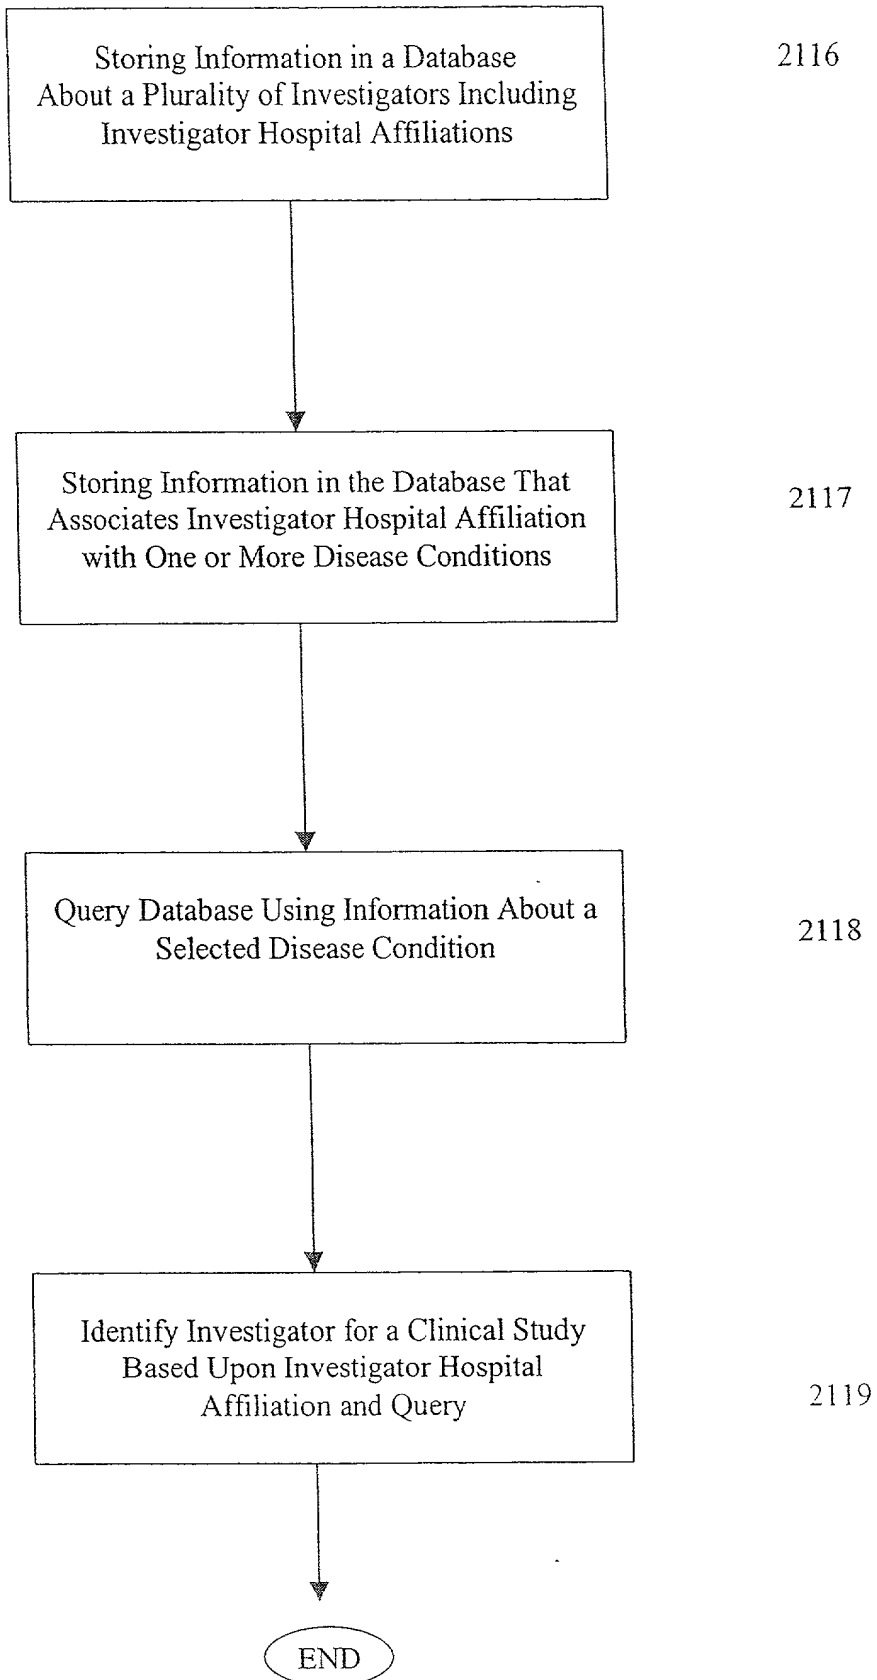 Storing Information in a Database
About a Plurality of Investigators Including
Investigator Hospital Affiliations
2116
Storing Information in the Database That
Associates Investigator Hospital Affiliation
with One or More Disease Conditions
2117
Query Database Using Information About a
Selected Disease Condition
2118
Identify Investigator for a Clinical Study
Based Upon Investigator Hospital
Affiliation and Query
2119
END